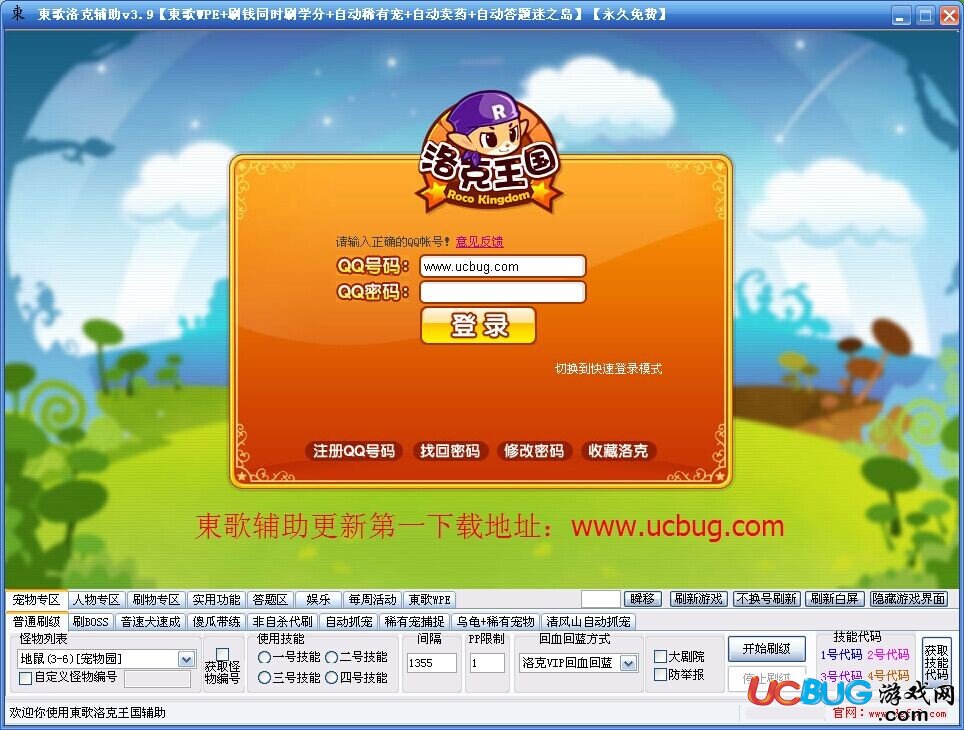 東 東歌洛克辅助v3.9【東歌WPE+刷钱同时刷学分+自动稀有宠+自动卖药+自动答题迷之岛】【永久免费】
R
洛克王国
Roco Kingdom
请输入正确的QQ帐号！ 意见反馈
QQ号码： www.ucbug.com
QQ密码：
登录
切换到快速登录模式
注册QQ号码 找回密码 修改密码 收藏洛克
東歌辅助更新第一下载地址：www.ucbug.com
宠物专区 人物专区 刷物专区 实用功能 答题区 娱乐 每周活动 東歌WPE 瞬移 刷新游戏 不换号刷新 刷新白屏 隐藏游戏界面
普通刷级 刷BOSS 音速犬速成 傻瓜带练 非自杀代刷 自动抓宠 稀有宠捕捉 乌龟+稀有宠物 清风山自动抓宠
怪物列表 使用技能 间隔 PP限制 回血回蓝方式 技能代码
地鼠(3-6)[宠物园] 获取怪物编号 一号技能 二号技能 1355 1 洛克VIP回血回蓝 大剧院 开始刷级 1号代码 2号代码 获取技能代码
自定义怪物编号 三号技能 四号技能 防举报 停止刷级 3号代码 4号代码
UCBUG游戏网
.com
欢迎你使用東歌洛克王国辅助 官网：